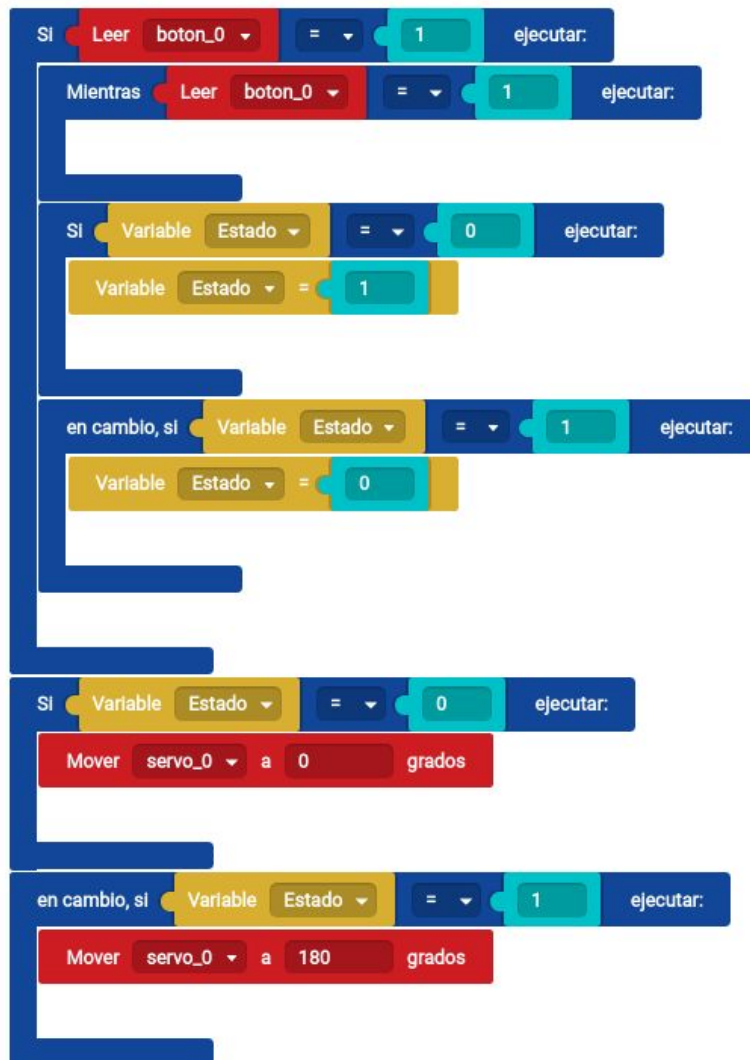 Si Leer boton_0 = 1 ejecutar:
Mientras Leer boton_0 = 1 ejecutar:
Si Variable Estado = 0 ejecutar:
Variable Estado = 1
en cambio, si Variable Estado = 1 ejecutar:
Variable Estado = 0
Si Variable Estado = 0 ejecutar:
Mover servo_0 a 0 grados
en cambio, si Variable Estado = 1 ejecutar:
Mover servo_0 a 180 grados